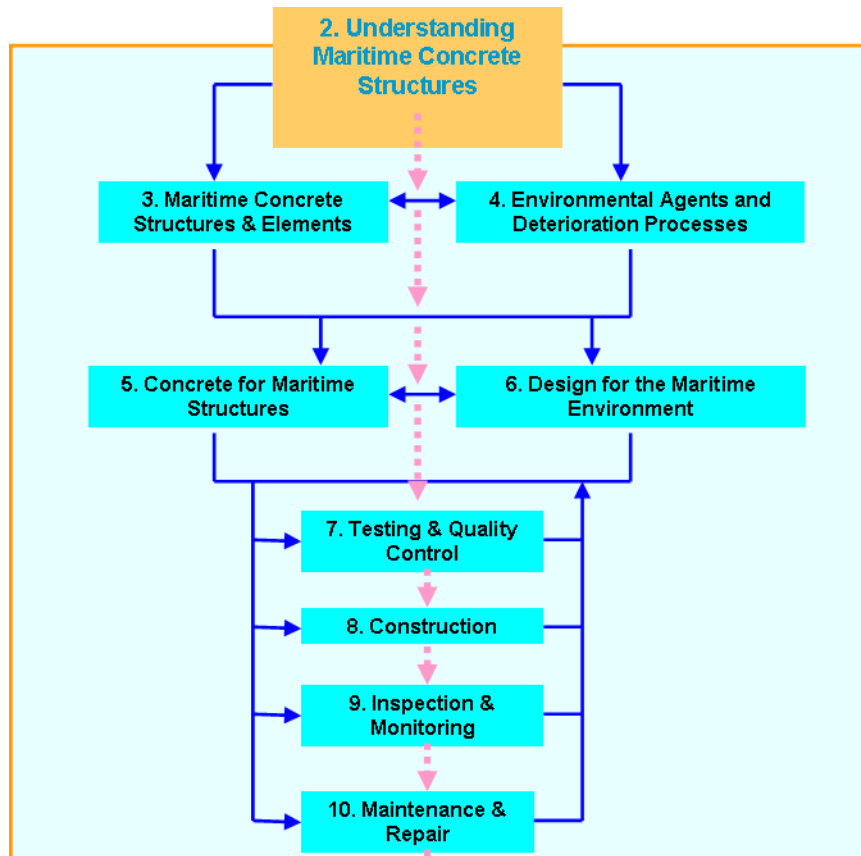 2. Understanding
Maritime Concrete
Structures
3. Maritime Concrete
Structures & Elements
4. Environmental Agents and
Deterioration Processes
5. Concrete for Maritime
Structures
6. Design for the Maritime
Environment
7. Testing & Quality
Control
8. Construction
9. Inspection &
Monitoring
10. Maintenance &
Repair